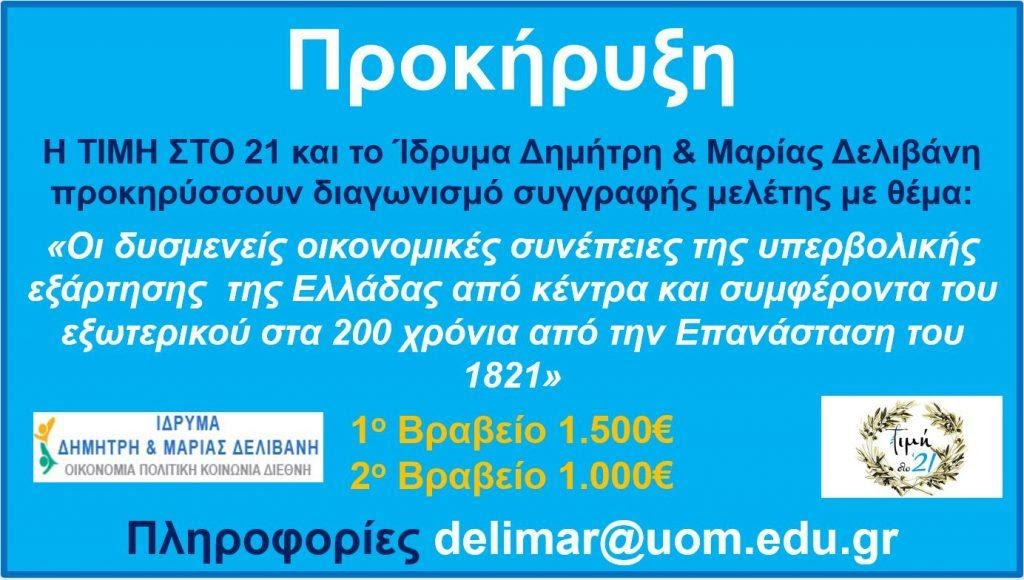 Προκήρυξη
Η ΤΙΜΗ ΣΤΟ 21 και το Ίδρυμα Δημήτρη & Μαρίας Δελιβάνη
προκηρύσσουν διαγωνισμό συγγραφής μελέτης με θέμα:
«Οι δυσμενείς οικονομικές συνέπειες της υπερβολικής
εξάρτησης της Ελλάδας από κέντρα και συμφέροντα του
εξωτερικού στα 200 χρόνια από την Επανάσταση του
1821»
ΙΔΡΥΜΑ
ΔΗΜΗΤΡΗ & ΜΑΡΙΑΣ ΔΕΛΙΒΑΝΗ
ΟΙΚΟΝΟΜΙΑ ΠΟΛΙΤΙΚΗ ΚΟΙΝΩΝΙΑ ΔΙΕΘΝΗ
1ο Βραβείο 1.500€
2ο Βραβείο 1.000€
Τιμή
στο '21
Πληροφορίες delimar@uom.edu.gr